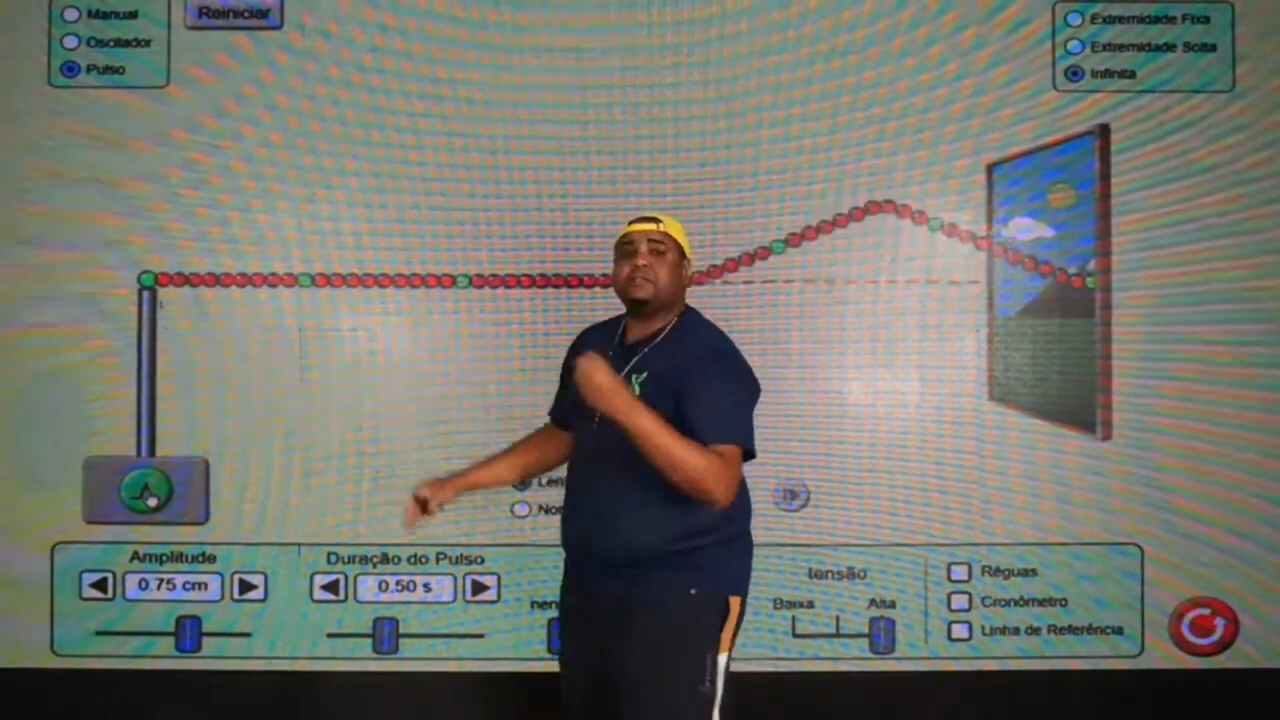 Manual
Oscilador
Pulso
Reiniciar
Extremidade Fixa
Extremidade Solta
Infinita
Amplitude
0.75 cm
Duração do Pulso
0.50 s
tensão
Baixa
Alta
Réguas
Cronômetro
Linha de Referência